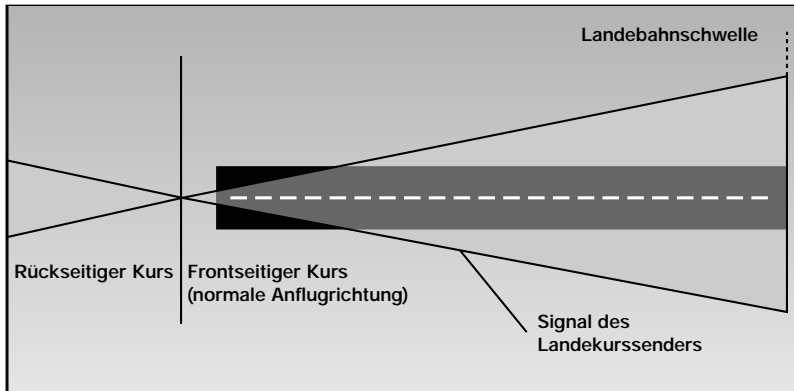 Landebahnschwelle
Rückseitiger Kurs
Frontseitiger Kurs
(normale Anflugrichtung)
Signal des
Landekurssenders